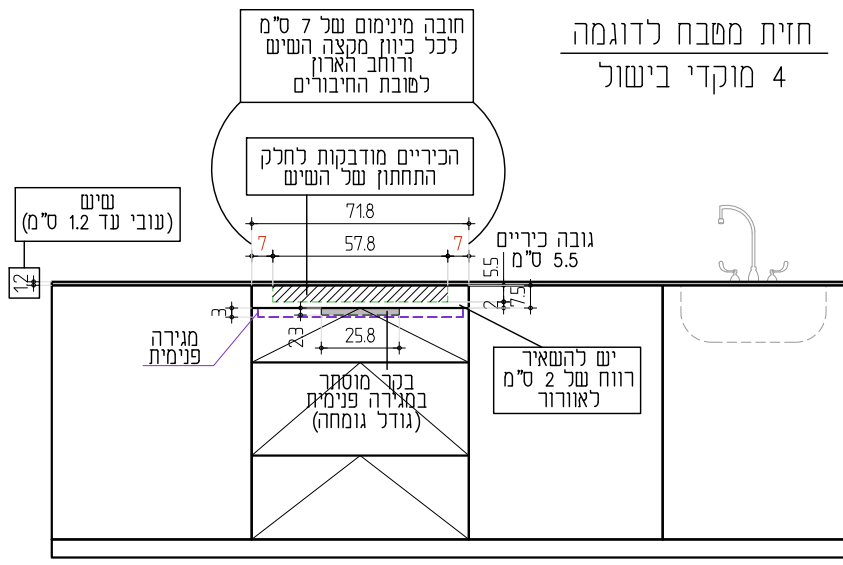 חזית מטבח לדוגמה
4 מוקדי בישול
חובה מינימום של 7 ס"מ
לכל כיוון מקצה השיש
ורוחב הארון
לטובת החיבורים
הכיריים מודבקות לחלק
התחתון של השיש
שיש
(עובי עד 1.2 ס"מ)
71.8
7
57.8
7
גובה כיריים
5.5 ס"מ
5.5
1.2
2
7.5
3
2.3
25.8
מגירה
פנימית
בקר מוסתר
במגירה פנימית
(גודל גומחה)
יש להשאיר
רווח של 2 ס"מ
לאוורור